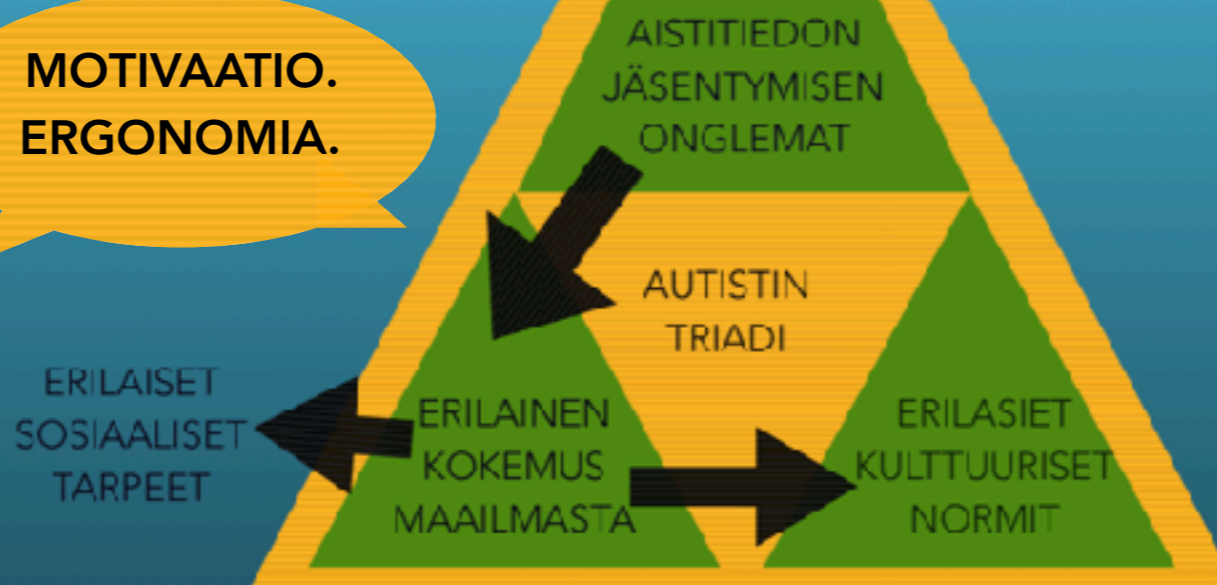 MOTIVAATIO.
ERGONOMIA.
AISTITIEDON
JÄSENTYMISEN
ONGLEMAT
AUTISTIN
TRIADI
ERILAISET
SOSIAALISET
TARPEET
ERILAINEN
KOKEMUS
MAAILMASTA
ERILASIET
KULTTUURISET
NORMIT